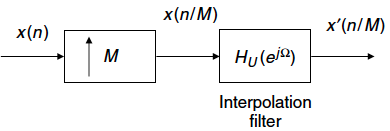 x(n)
M
x(n/M)
H_U(e^{jΩ})
x'(n/M)
Interpolation
filter